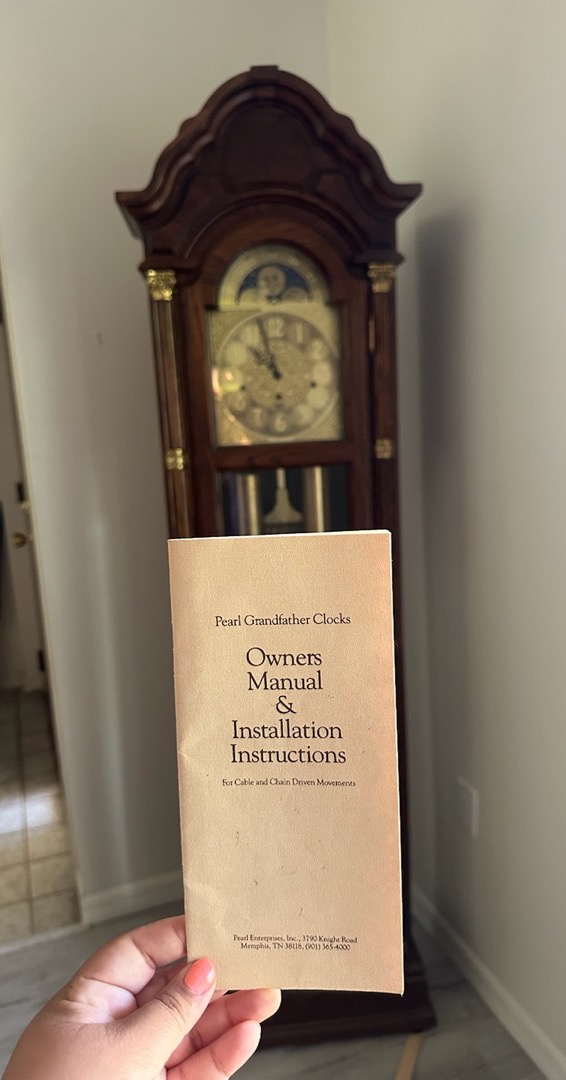 12
Pearl Grandfather Clocks
Owners
Manual
&
Installation
Instructions
For Cable and Chain Driven Movements
Pearl Enterprises, Inc., 3790 Knight Road
Memphis, TN 38118, (901) 365-4000